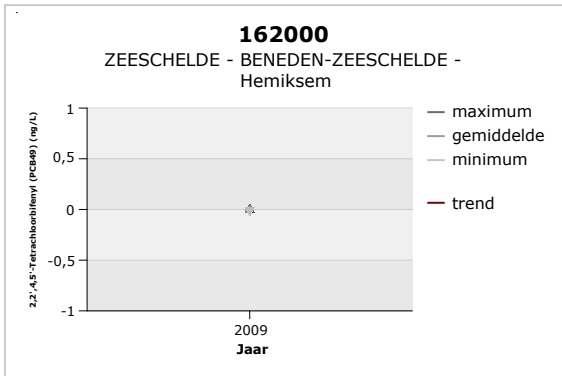 162000
ZEESCHELDE - BENEDEN-ZEESCHELDE -
Hemiksem
2,2',4,5'-Tetrachloorbifenyl (PCB49) (ng/L)
1
0,5
0
-0,5
-1
2009
Jaar
maximum
gemiddelde
minimum
trend